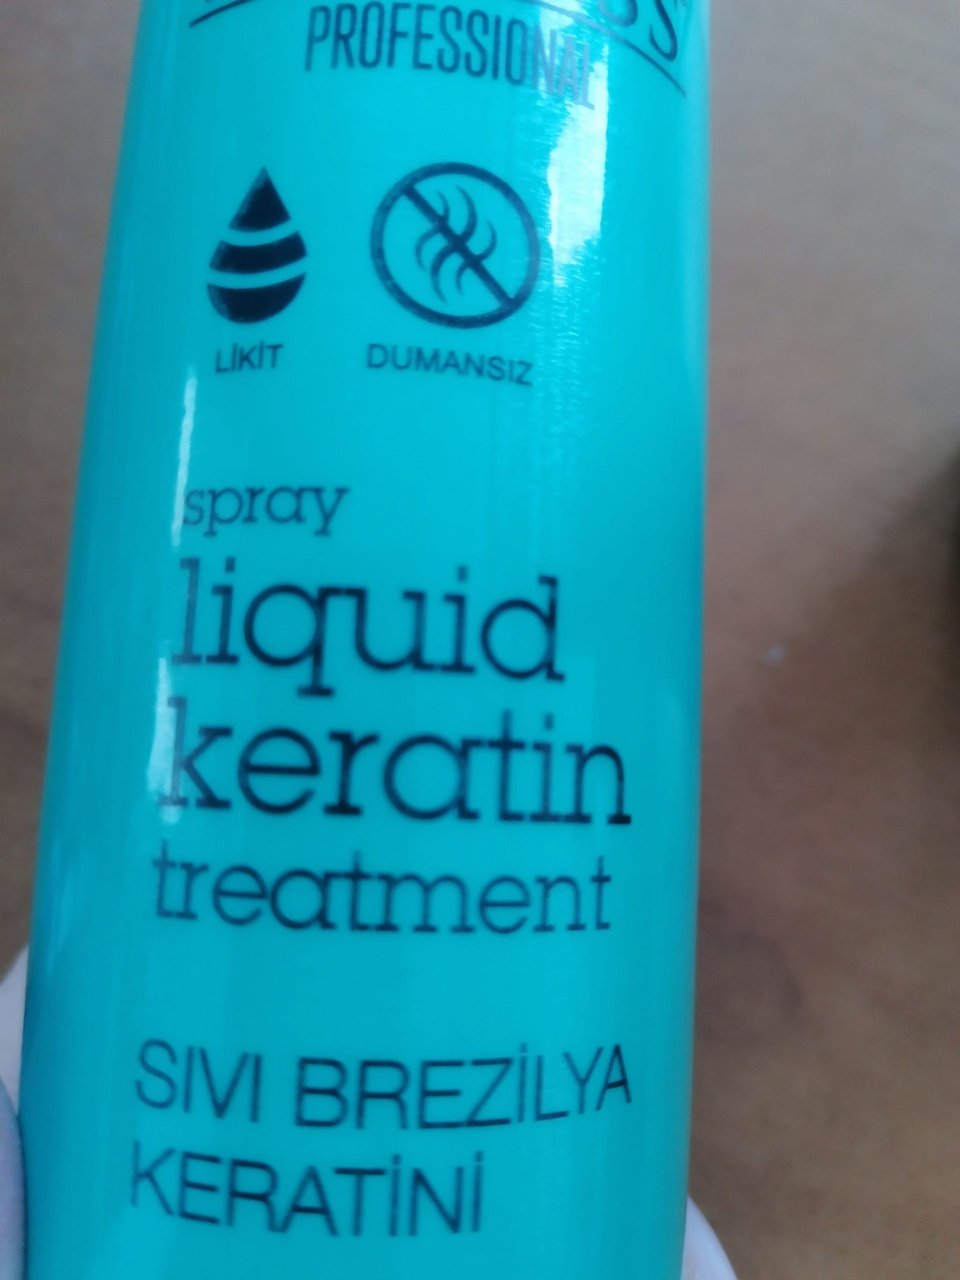 PROFESSIONAL
LİKİT
DUMANSIZ
spray
liquid
keratin
treatment
SIVI BREZİLYA
KERATİNİ